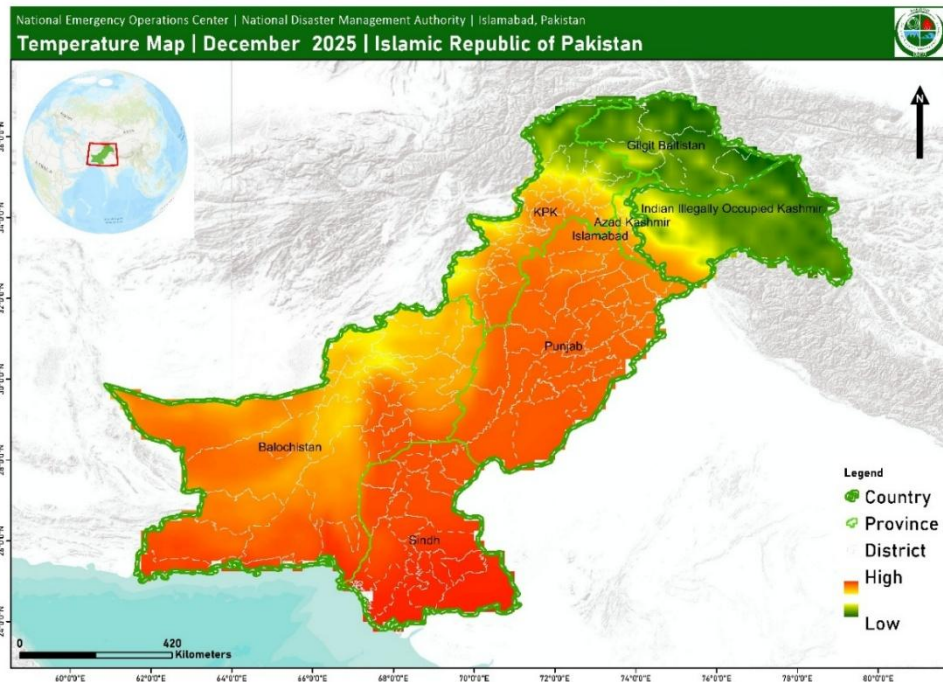 National Emergency Operations Center | National Disaster Management Authority | Islamabad, Pakistan
Temperature Map | December 2025 | Islamic Republic of Pakistan
N
Gilgit Baltistan
Indian Illegally Occupied Kashmir
KPK
Azad Kashmir
Islamabad
Punjab
Balochistan
Sindh
Legend
Country
Province
District
High
Low
0 420
Kilometers
60°0'0"E 62°0'0"E 64°0'0"E 66°0'0"E 68°0'0"E 70°0'0"E 72°0'0"E 74°0'0"E 76°0'0"E 78°0'0"E 80°0'0"E